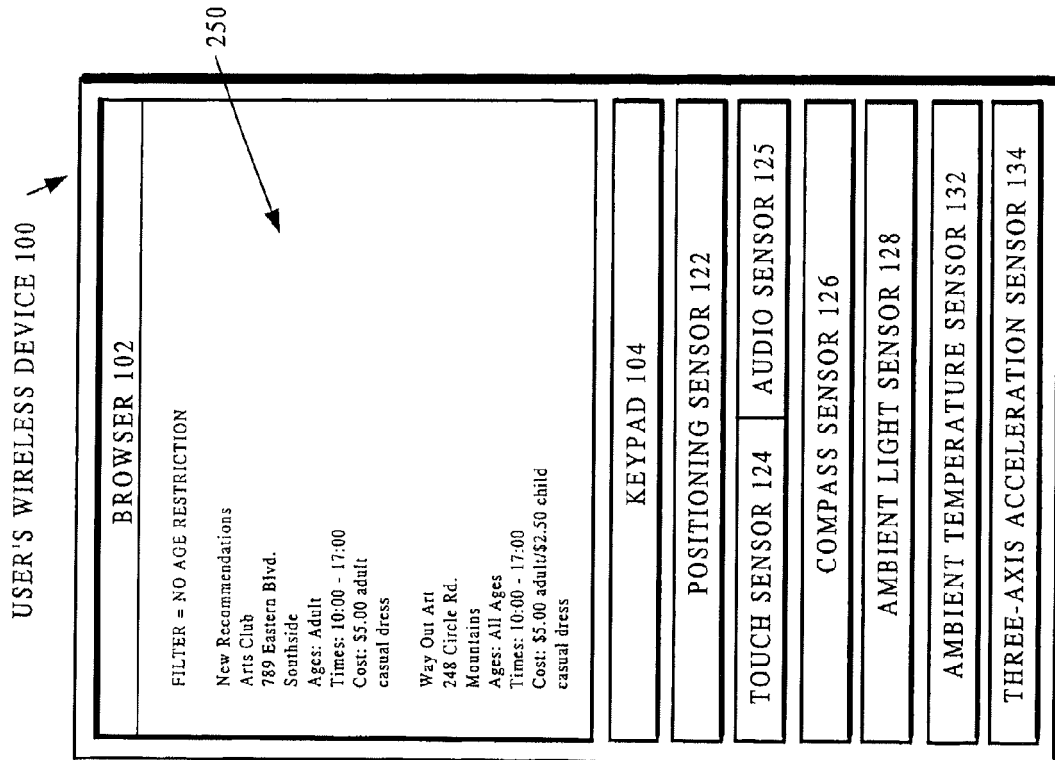 USER'S WIRELESS DEVICE 100
250
BROWSER 102
FILTER = NO AGE RESTRICTION
New Recommendations
Arts Club
789 Eastern Blvd.
Southside
Ages: Adult
Times: 10:00 - 17:00
Cost: $5.00 adult
casual dress
Way Out Art
248 Circle Rd.
Mountains
Ages: All Ages
Times: 10:00 - 17:00
Cost: $5.00 adult/$2.50 child
casual dress
KEYPAD 104
POSITIONING SENSOR 122
TOUCH SENSOR 124
AUDIO SENSOR 125
COMPASS SENSOR 126
AMBIENT LIGHT SENSOR 128
AMBIENT TEMPERATURE SENSOR 132
THREE-AXIS ACCELERATION SENSOR 134